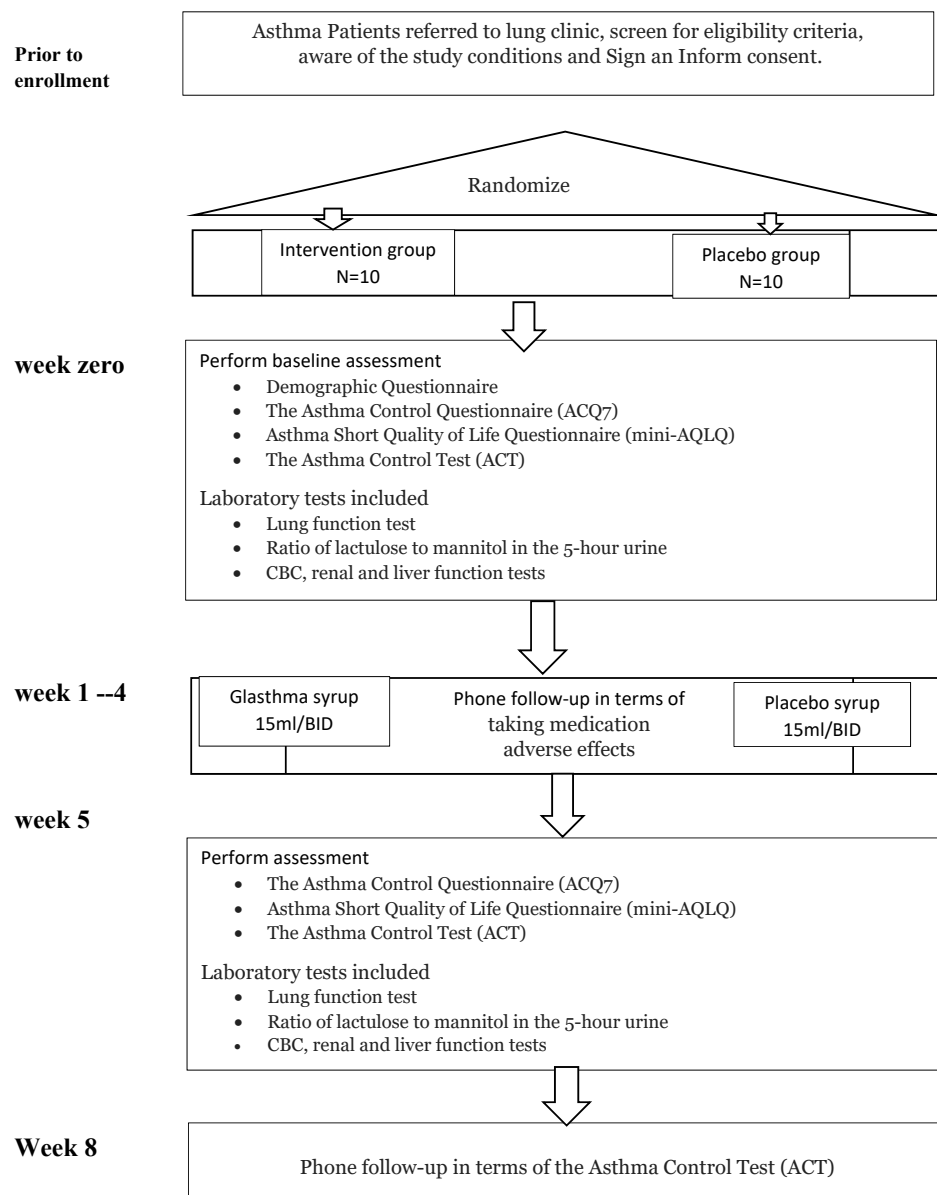 Prior to
enrollment
Asthma Patients referred to lung clinic, screen for eligibility criteria,
aware of the study conditions and Sign an Inform consent.
Randomize
Intervention group
N=10
Placebo group
N=10
week zero
Perform baseline assessment
• Demographic Questionnaire
• The Asthma Control Questionnaire (ACQ7)
• Asthma Short Quality of Life Questionnaire (mini-AQLQ)
• The Asthma Control Test (ACT)
Laboratory tests included
• Lung function test
• Ratio of lactulose to mannitol in the 5-hour urine
• CBC, renal and liver function tests
week 1 --4
Glasthma syrup
15ml/BID
Phone follow-up in terms of
taking medication
adverse effects
Placebo syrup
15ml/BID
week 5
Perform assessment
• The Asthma Control Questionnaire (ACQ7)
• Asthma Short Quality of Life Questionnaire (mini-AQLQ)
• The Asthma Control Test (ACT)
Laboratory tests included
• Lung function test
• Ratio of lactulose to mannitol in the 5-hour urine
• CBC, renal and liver function tests
Week 8
Phone follow-up in terms of the Asthma Control Test (ACT)